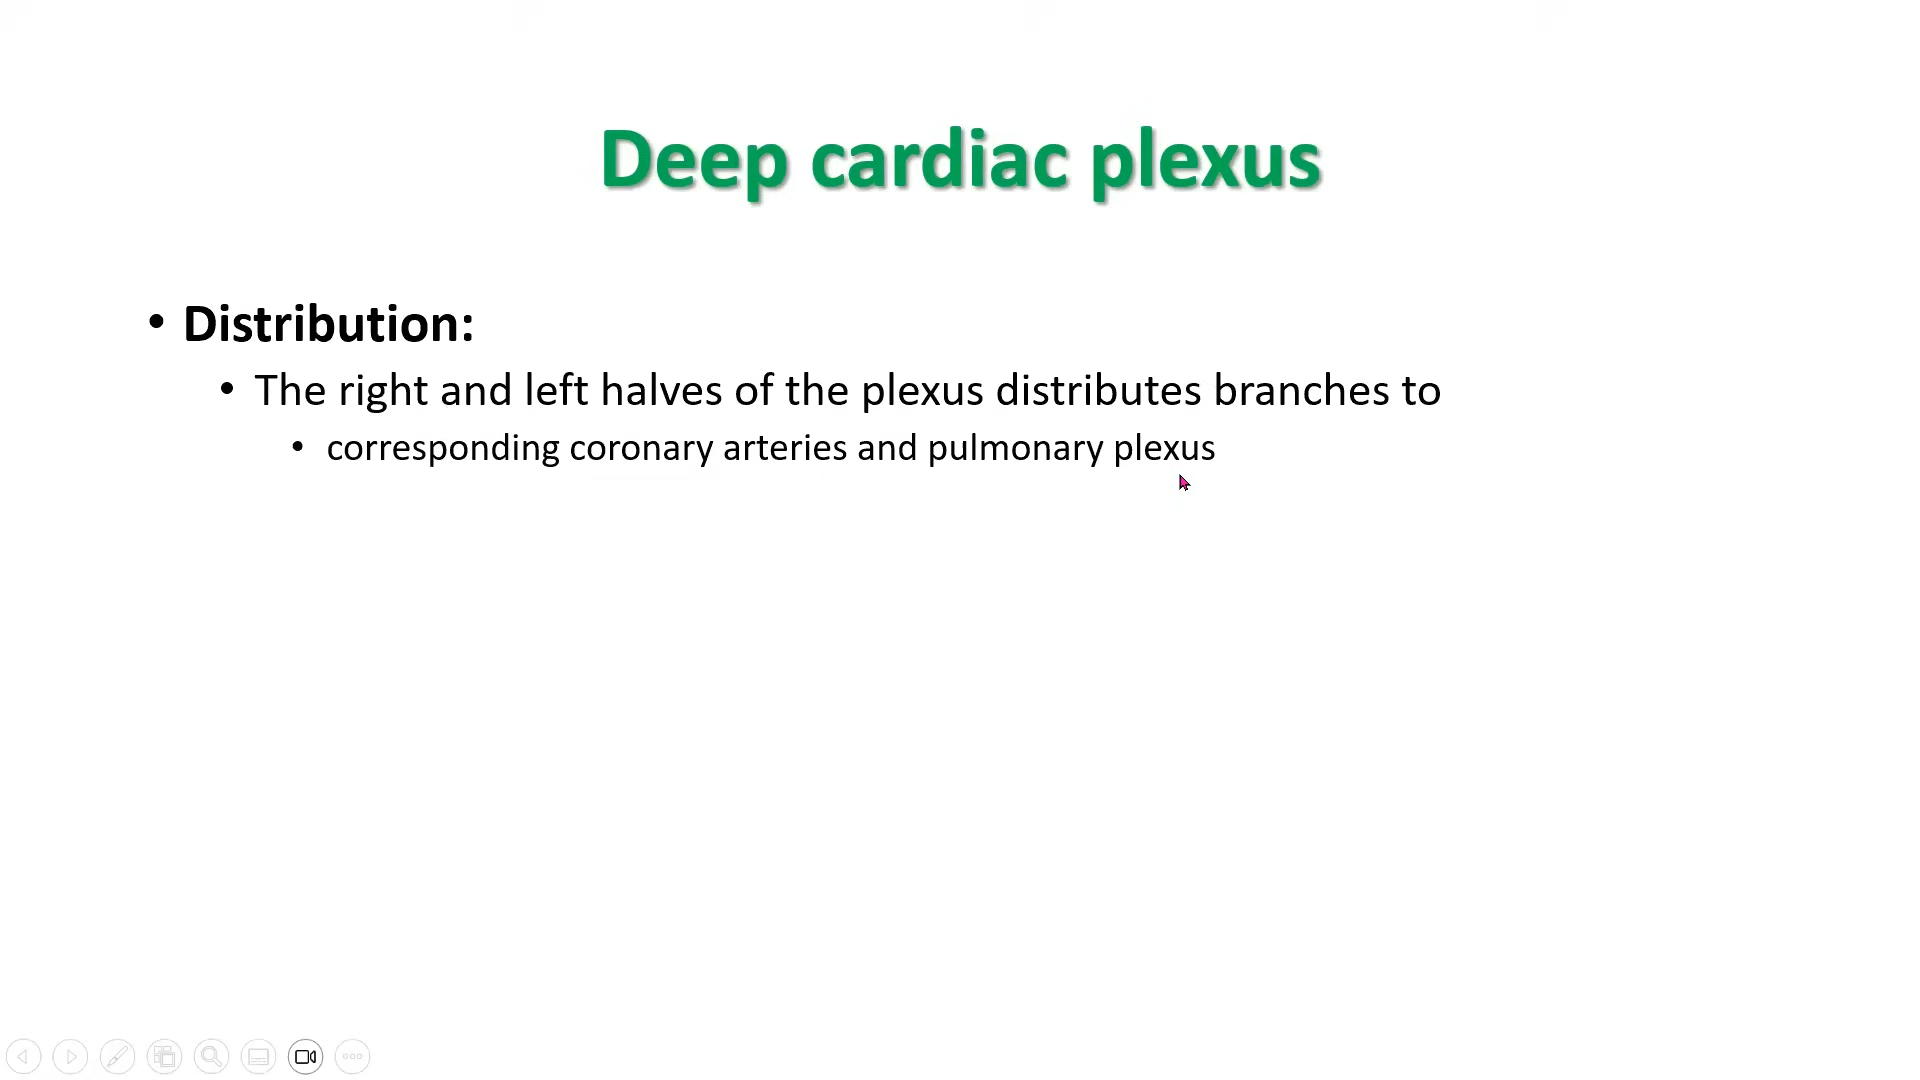 Deep cardiac plexus
• Distribution:
• The right and left halves of the plexus distributes branches to
• corresponding coronary arteries and pulmonary plexus